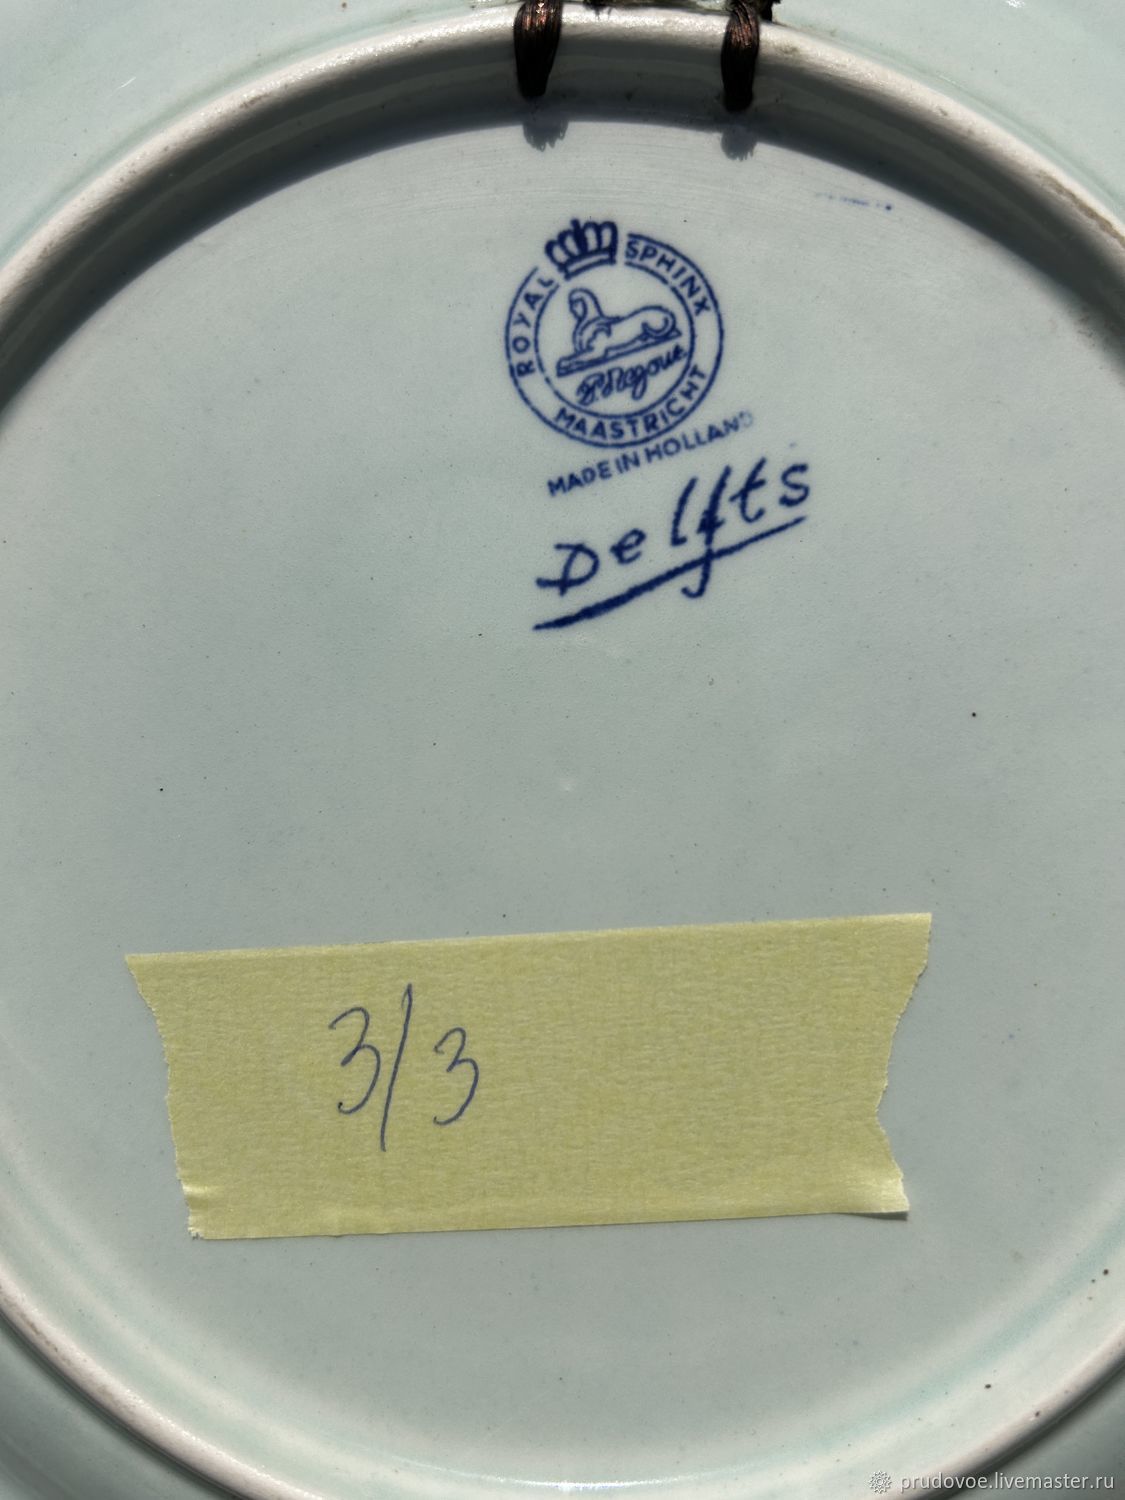 ROYAL SPHINX
P. Regout
MAASTRICHT
MADE IN HOLLAND
Delfts
3/3
prudovoe.livemaster.ru